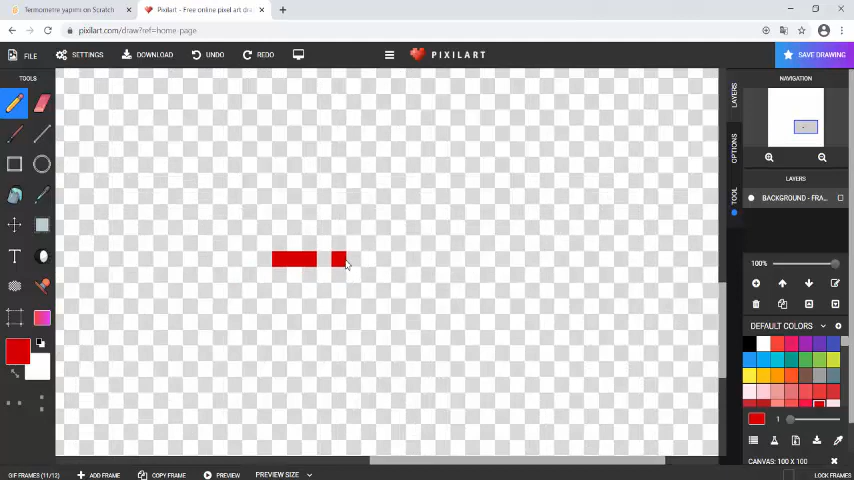 Termometre yapımı on Scratch
Pixilart - Free online pixel art dra
pixilart.com/draw?ref=home-page
FILE
SETTINGS
DOWNLOAD
UNDO
REDO
PIXILART
SAVE DRAWING
TOOLS
NAVIGATION
LAYERS
OPTIONS
TOOL
LAYERS
BACKGROUND - FRA...
100%
DEFAULT COLORS
1
CANVAS: 100 X 100
GIF FRAMES (11/12)
ADD FRAME
COPY FRAME
PREVIEW
PREVIEW SIZE
LOCK FRAMES